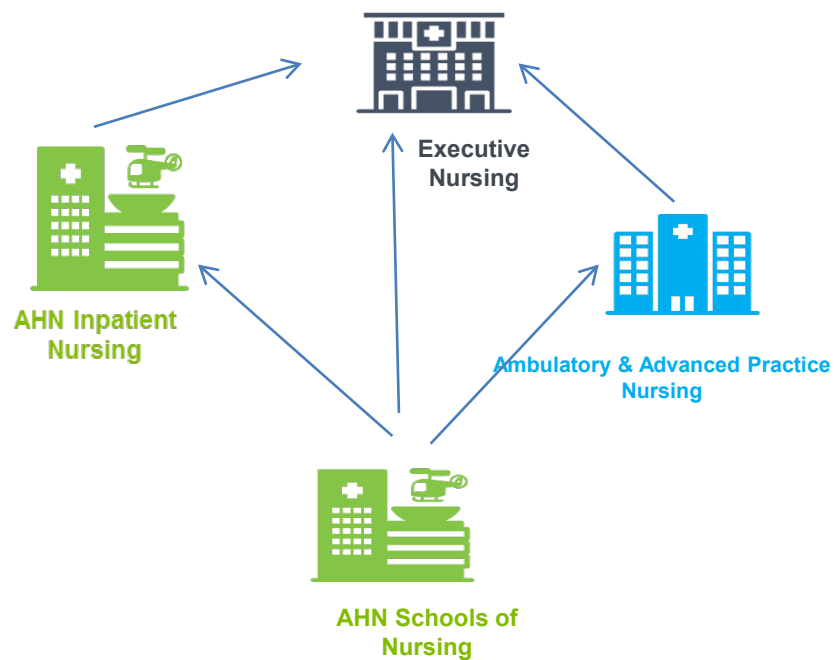 Executive
Nursing
AHN Inpatient
Nursing
Ambulatory & Advanced Practice
Nursing
AHN Schools of
Nursing